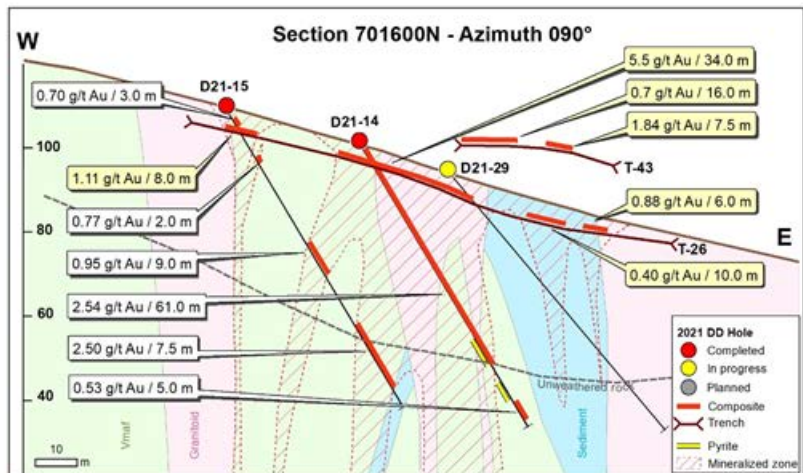 Section 701600N - Azimuth 090°
W
E
0.70 g/t Au / 3.0 m
D21-15
D21-14
D21-29
5.5 g/t Au / 34.0 m
0.7 g/t Au / 16.0 m
1.84 g/t Au / 7.5 m
T-43
100
1.11 g/t Au / 8.0 m
0.77 g/t Au / 2.0 m
0.88 g/t Au / 6.0 m
80
T-26
0.95 g/t Au / 9.0 m
0.40 g/t Au / 10.0 m
2.54 g/t Au / 61.0 m
60
2.50 g/t Au / 7.5 m
0.53 g/t Au / 5.0 m
40
Unweathered rock
Vmaf
Granitoid
Sediment
10
m
2021 DD Hole
Completed
In progress
Planned
Composite
Trench
Pyrite
Mineralized zone